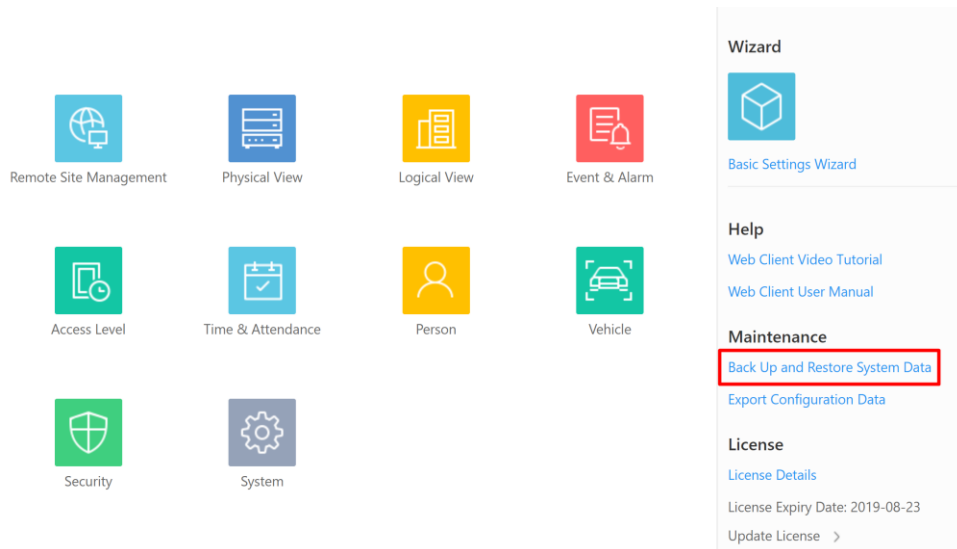 Remote Site Management
Physical View
Logical View
Event & Alarm
Access Level
Time & Attendance
Person
Vehicle
Security
System
Wizard
Basic Settings Wizard
Help
Web Client Video Tutorial
Web Client User Manual
Maintenance
Back Up and Restore System Data
Export Configuration Data
License
License Details
License Expiry Date: 2019-08-23
Update License >